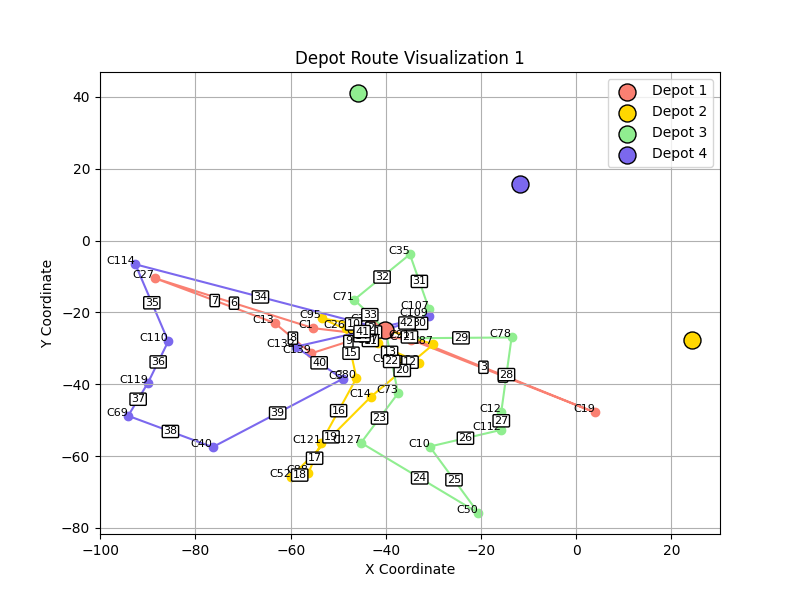 Depot Route Visualization 1
Depot 1
Depot 2
Depot 3
Depot 4
Y Coordinate
X Coordinate
40
20
0
−20
−40
−60
−80
−100
−80
−60
−40
−20
0
20
C114
C27
C35
35
7
6
34
32
31
C71
C107
C13
C95
C1
C26
33
42
C109
C110
8
C139
41
21
29
C78
36
40
15
13
22
12
20
3
28
C119
37
C80
C14
C73
C69
38
39
16
23
C12
27
C19
C40
C121
19
C127
17
C10
26
C52
18
24
25
C50